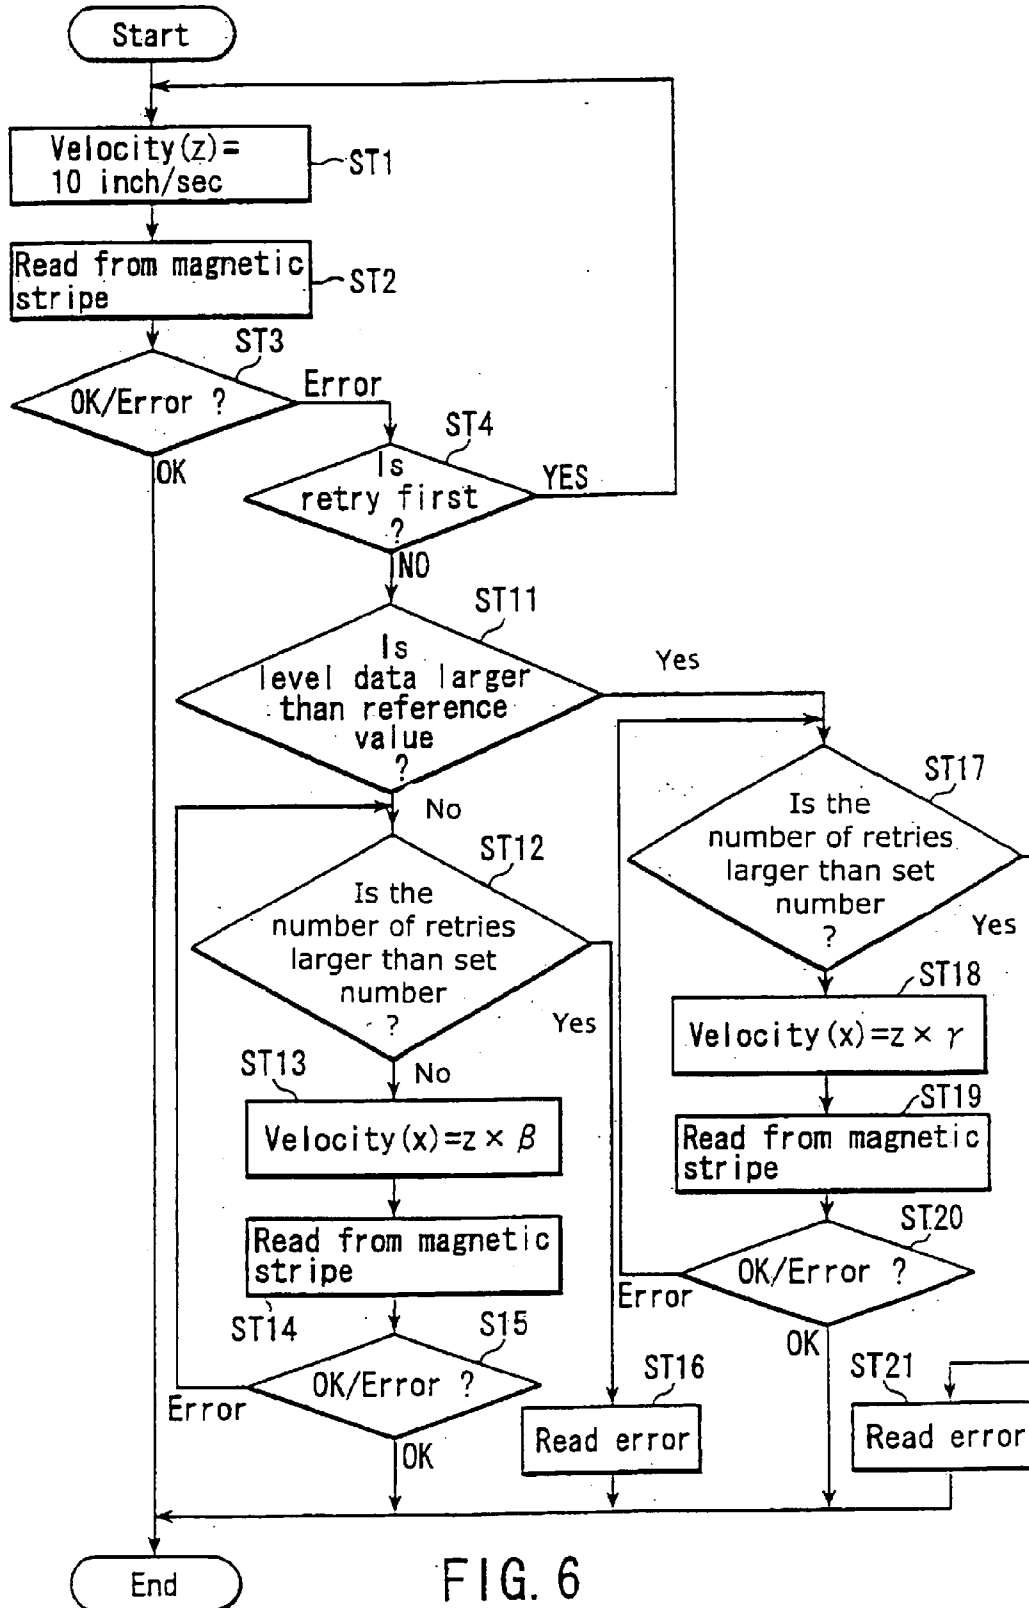 Start
Velocity(z)=
10 inch/sec
ST1
Read from magnetic
stripe
ST2
ST3
OK/Error ?
Error
OK
ST4
Is
retry first
?
YES
NO
ST11
Is
level data larger
than reference
value
?
Yes
No
ST12
Is the
number of retries
larger than set
number
?
Yes
No
ST13
Velocity(x)=z× β
Read from magnetic
stripe
ST14
S15
OK/Error ?
Error
OK
ST16
Read error
ST17
Is the
number of retries
larger than set
number
?
Yes
ST18
Velocity(x)=z× γ
ST19
Read from magnetic
stripe
ST20
OK/Error ?
Error
OK
ST21
Read error
End
FIG. 6